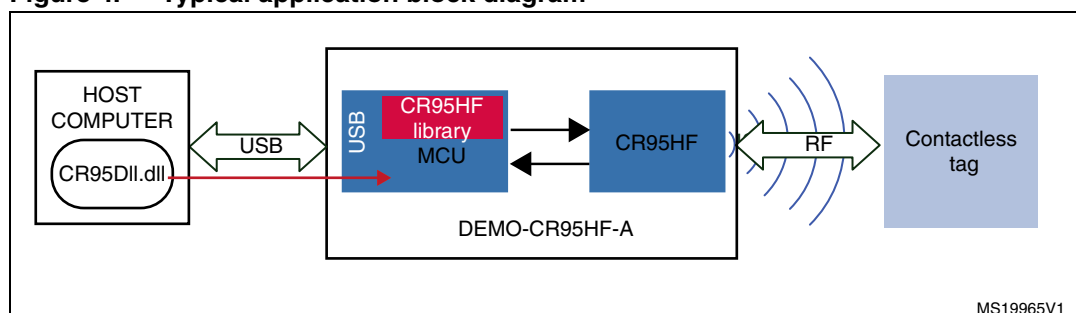 Typical application block diagram
HOST
COMPUTER
CR95Dll.dll
USB
USB
CR95HF
library
MCU
CR95HF
DEMO-CR95HF-A
RF
Contactless
tag
MS19965V1